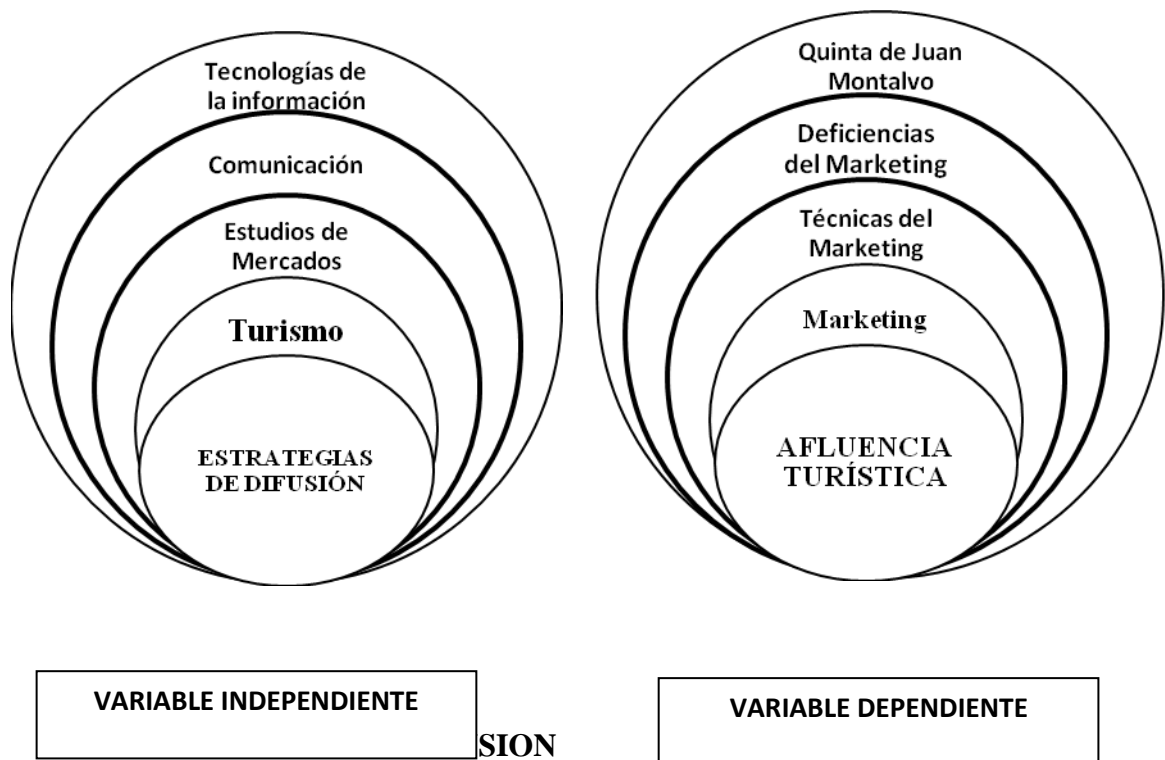 Tecnologías de
la información
Comunicación
Estudios de
Mercados
Turismo
ESTRATEGIAS
DE DIFUSIÓN
Quinta de Juan
Montalvo
Deficiencias
del Marketing
Técnicas del
Marketing
Marketing
AFLUENCIA
TURÍSTICA
VARIABLE INDEPENDIENTE
SION
VARIABLE DEPENDIENTE